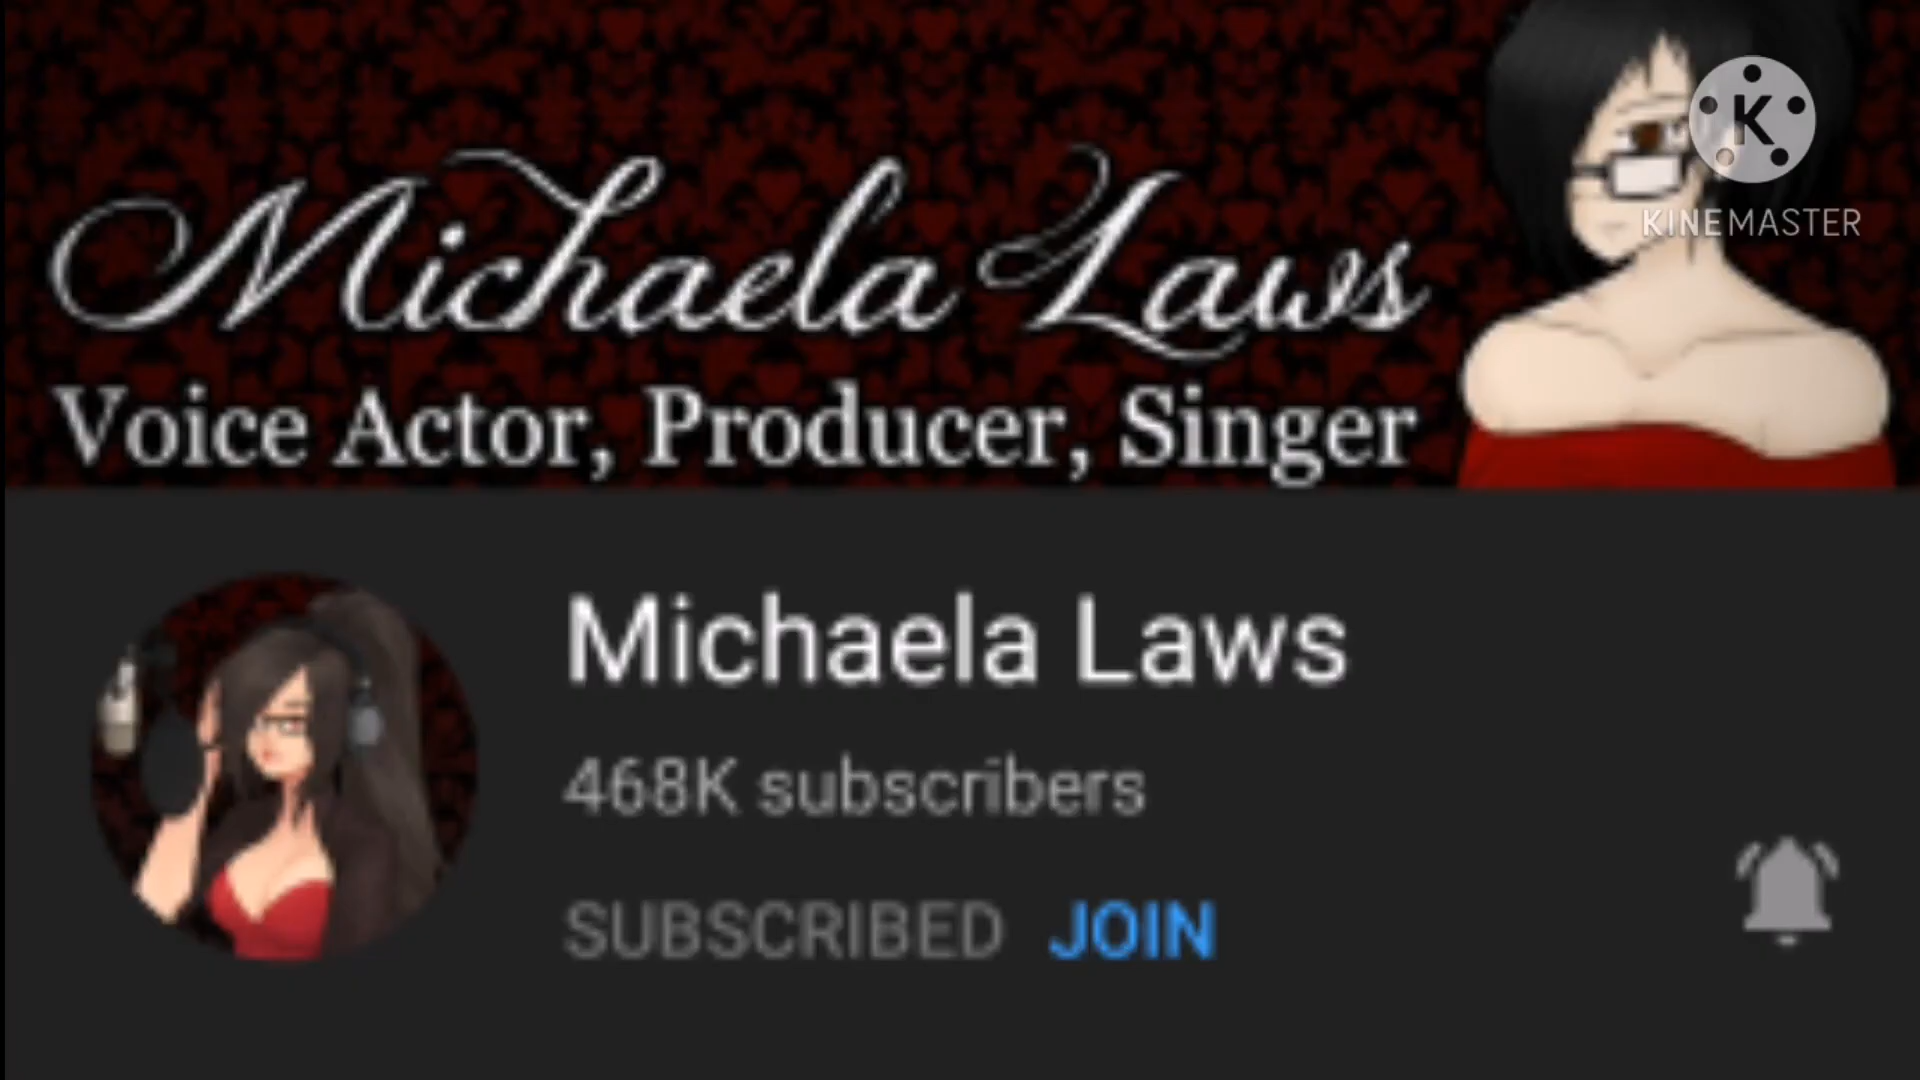 Michaela Laws
Voice Actor, Producer, Singer
K
KINEMASTER
Michaela Laws
468K subscribers
SUBSCRIBED JOIN